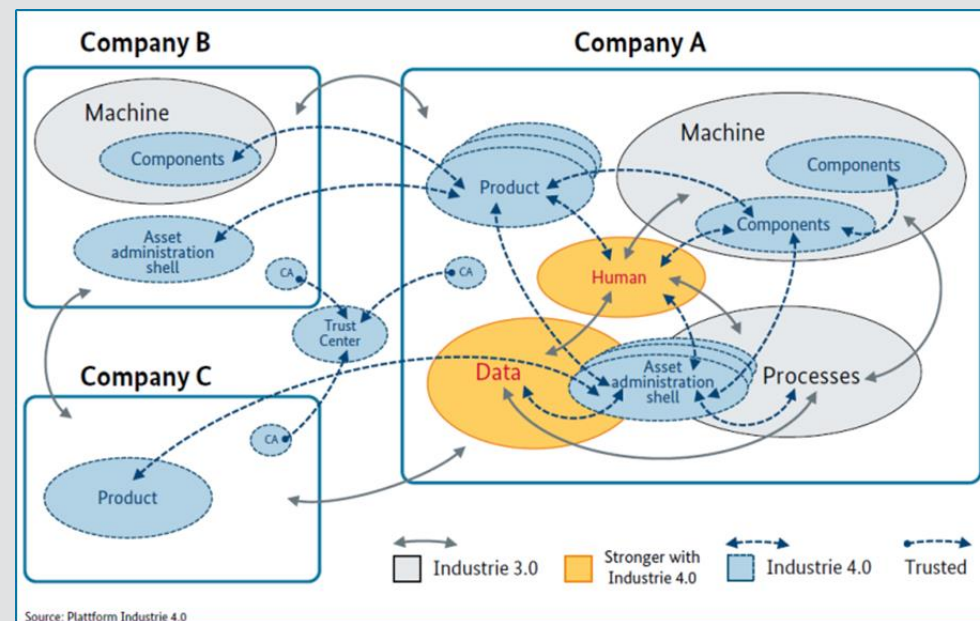 Company B
Company A
Machine
Components
Asset
administration
shell
CA
Product
Machine
Components
Components
Human
CA
Trust
Center
Data
Asset
administration
shell
Processes
Company C
CA
Product
Industrie 3.0
Stronger with
Industrie 4.0
Industrie 4.0
Trusted
Source: Plattform Industrie 4.0